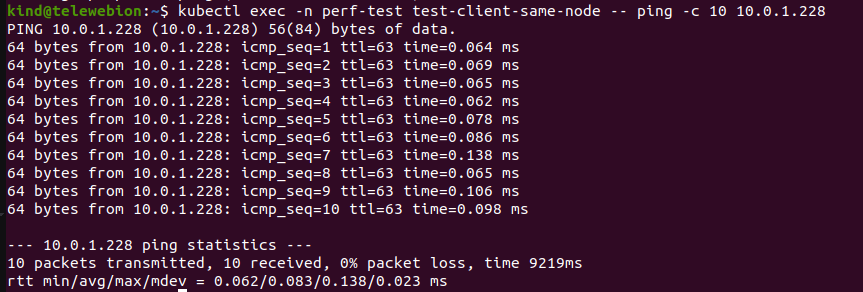 kind@telewebion:~$ kubectl exec -n perf-test test-client-same-node -- ping -c 10 10.0.1.228
PING 10.0.1.228 (10.0.1.228) 56(84) bytes of data.
64 bytes from 10.0.1.228: icmp_seq=1 ttl=63 time=0.064 ms
64 bytes from 10.0.1.228: icmp_seq=2 ttl=63 time=0.069 ms
64 bytes from 10.0.1.228: icmp_seq=3 ttl=63 time=0.065 ms
64 bytes from 10.0.1.228: icmp_seq=4 ttl=63 time=0.062 ms
64 bytes from 10.0.1.228: icmp_seq=5 ttl=63 time=0.078 ms
64 bytes from 10.0.1.228: icmp_seq=6 ttl=63 time=0.086 ms
64 bytes from 10.0.1.228: icmp_seq=7 ttl=63 time=0.138 ms
64 bytes from 10.0.1.228: icmp_seq=8 ttl=63 time=0.065 ms
64 bytes from 10.0.1.228: icmp_seq=9 ttl=63 time=0.106 ms
64 bytes from 10.0.1.228: icmp_seq=10 ttl=63 time=0.098 ms

--- 10.0.1.228 ping statistics ---
10 packets transmitted, 10 received, 0% packet loss, time 9219ms
rtt min/avg/max/mdev = 0.062/0.083/0.138/0.023 ms